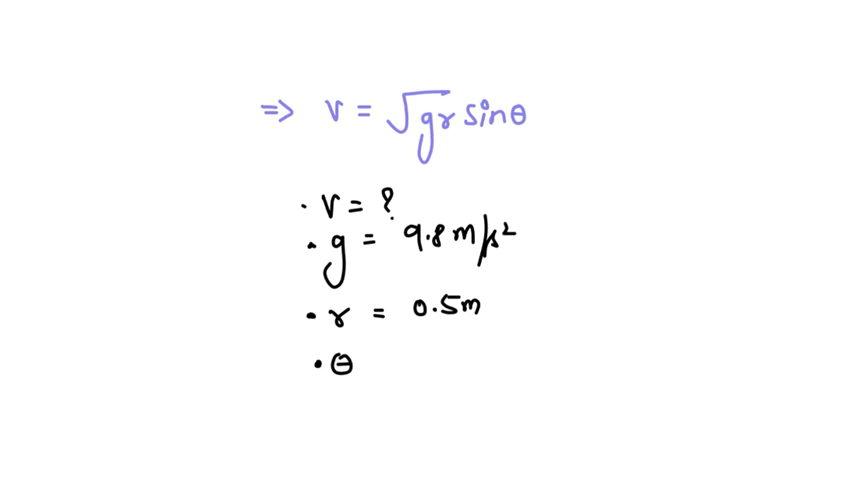 => v = √gr sinθ
· v = ?
· g = 9.8 m/s²
· r = 0.5m
· θ